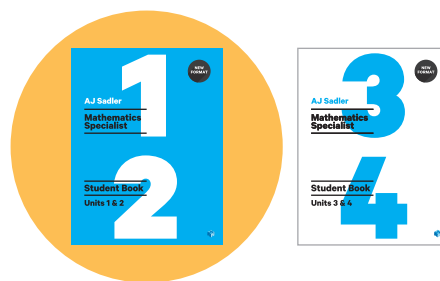 1
NEW
FORMAT
AJ Sadler
Mathematics
Specialist
2
Student Book
Units 1 & 2
3
NEW
FORMAT
AJ Sadler
Mathematics
Specialist
4
Student Book
Units 3 & 4